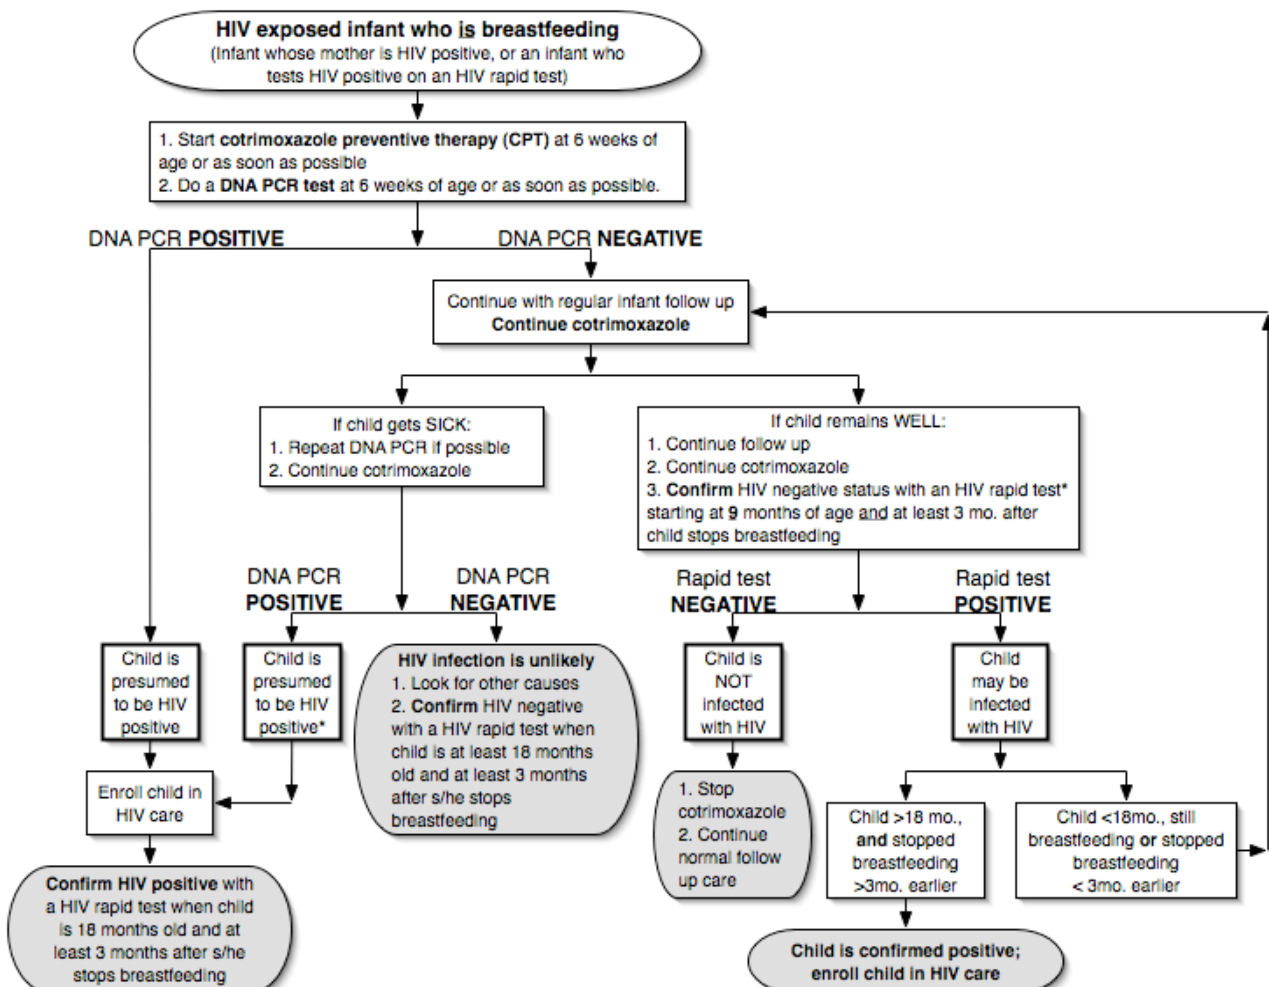 HIV exposed infant who is breastfeeding
(Infant whose mother is HIV positive, or an infant who
tests HIV positive on an HIV rapid test)
1. Start cotrimoxazole preventive therapy (CPT) at 6 weeks of
age or as soon as possible
2. Do a DNA PCR test at 6 weeks of age or as soon as possible.
DNA PCR POSITIVE
DNA PCR NEGATIVE
Continue with regular infant follow up
Continue cotrimoxazole
If child gets SICK:
1. Repeat DNA PCR if possible
2. Continue cotrimoxazole
If child remains WELL:
1. Continue follow up
2. Continue cotrimoxazole
3. Confirm HIV negative status with an HIV rapid test*
starting at 9 months of age and at least 3 mo. after
child stops breastfeeding
DNA PCR
POSITIVE
DNA PCR
NEGATIVE
Rapid test
NEGATIVE
Rapid test
POSITIVE
Child is
presumed
to be HIV
positive
Child is
presumed
to be HIV
positive*
HIV infection is unlikely
1. Look for other causes
2. Confirm HIV negative
with a HIV rapid test when
child is at least 18 months
old and at least 3 months
after s/he stops
breastfeeding
Child is
NOT
infected
with HIV
Child
may be
infected
with HIV
Enroll child in
HIV care
1. Stop
cotrimoxazole
2. Continue
normal follow
up care
Child >18 mo.,
and stopped
breastfeeding
>3mo. earlier
Child <18mo., still
breastfeeding or stopped
breastfeeding
< 3mo. earlier
Confirm HIV positive with
a HIV rapid test when child
is 18 months old and at
least 3 months after s/he
stops breastfeeding
Child is confirmed positive;
enroll child in HIV care